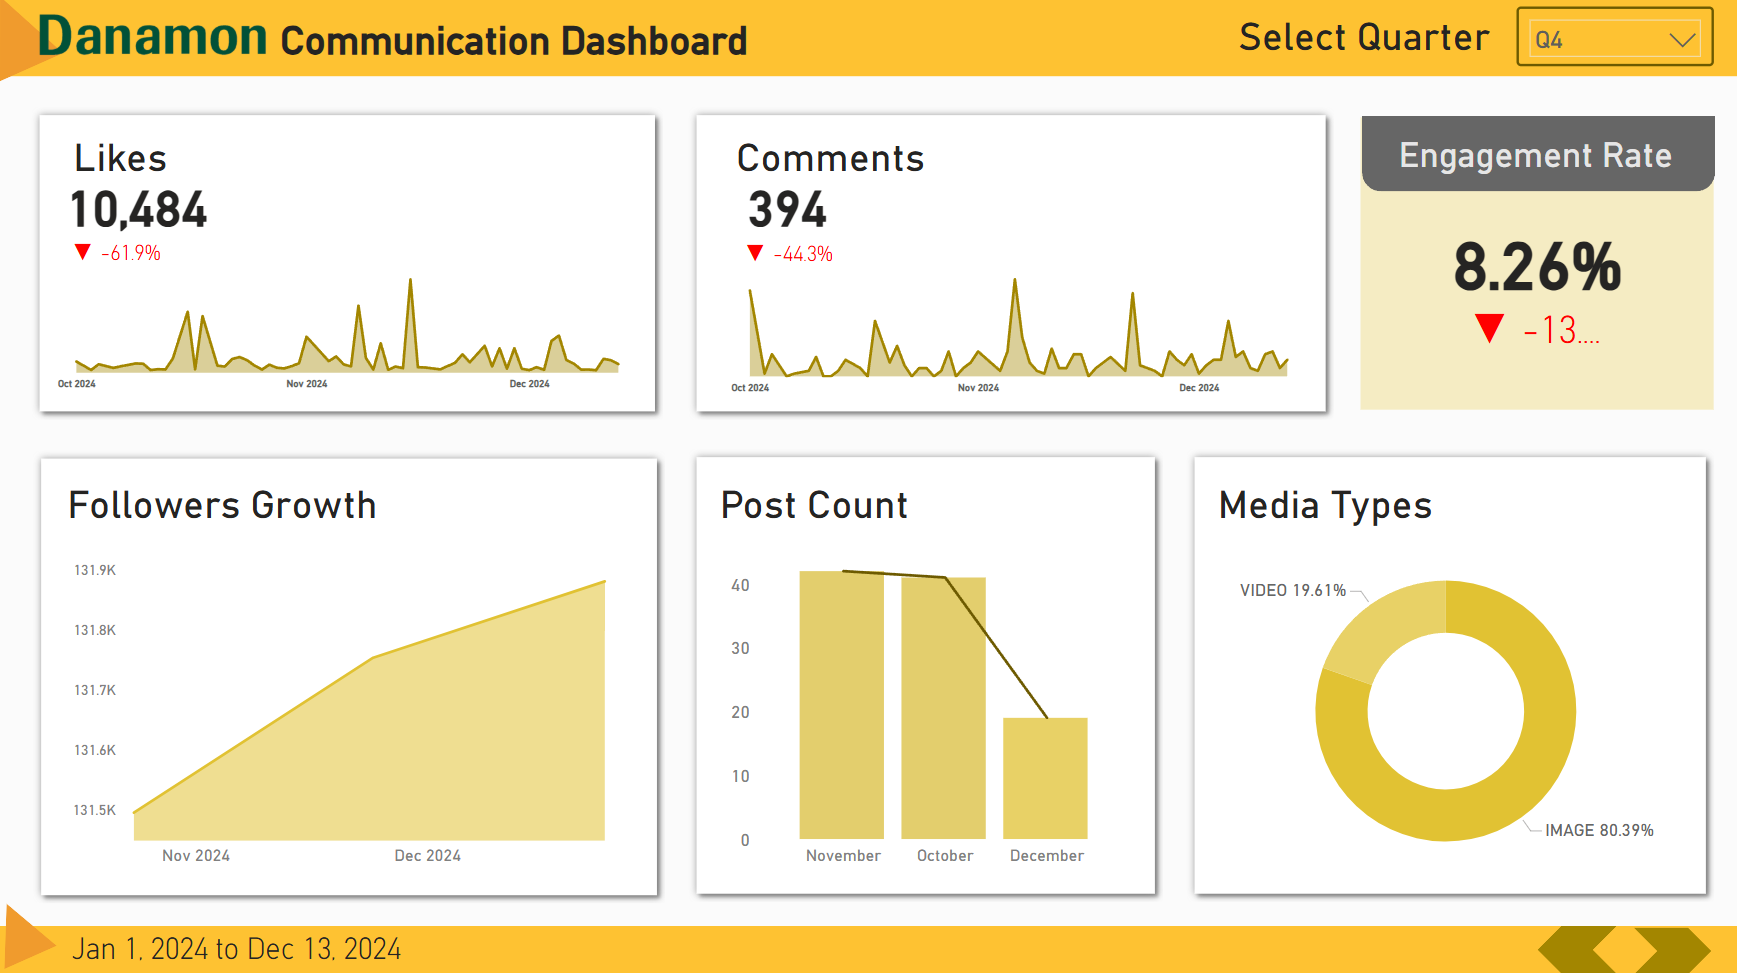 Danamon Communication Dashboard
Select Quarter
Q4
Likes
10,484
▼ -61.9%
Oct 2024 Nov 2024 Dec 2024
Comments
394
▼ -44.3%
Oct 2024 Nov 2024 Dec 2024
Engagement Rate
8.26%
▼ -13....
Followers Growth
131.9K
131.8K
131.7K
131.6K
131.5K
Nov 2024 Dec 2024
Post Count
40
30
20
10
0
November October December
Media Types
VIDEO 19.61%
IMAGE 80.39%
Jan 1, 2024 to Dec 13, 2024